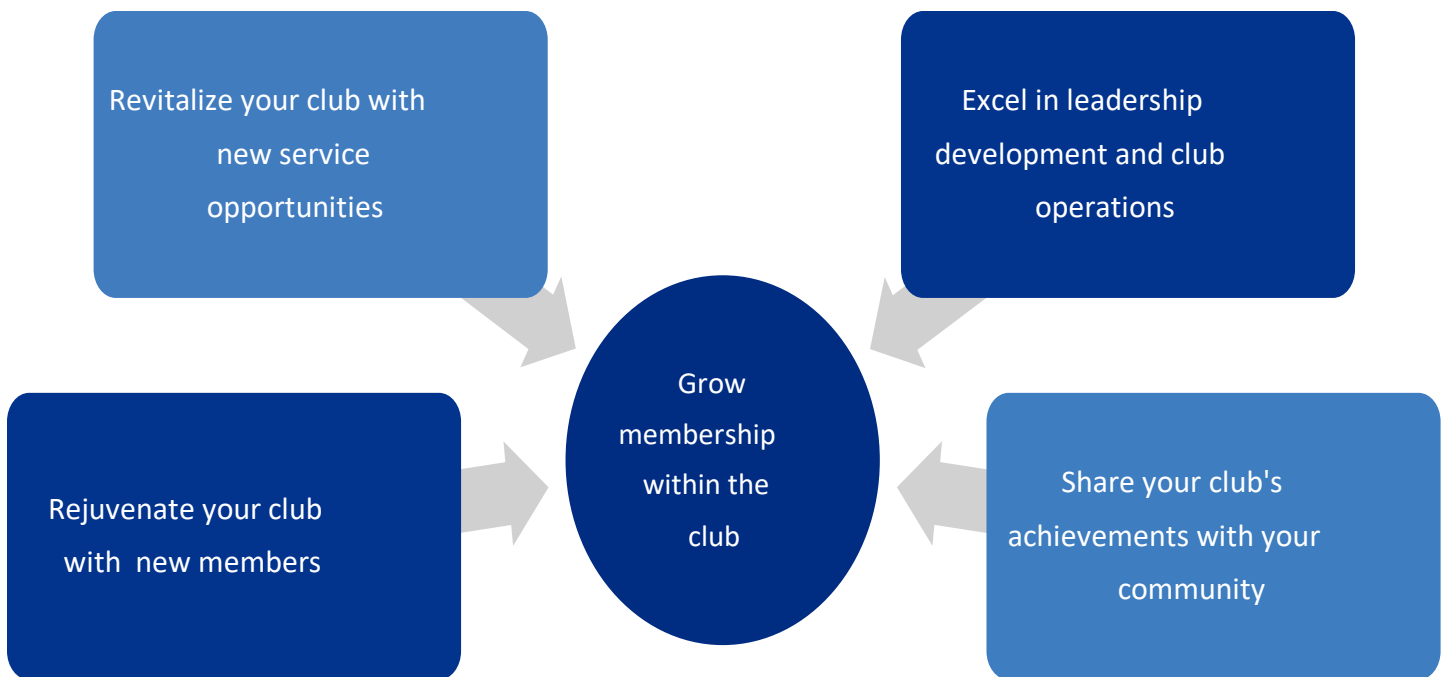 Revitalize your club with
new service
opportunities
Excel in leadership
development and club
operations
Grow
membership
within the
club
Rejuvenate your club
with new members
Share your club's
achievements with your
community